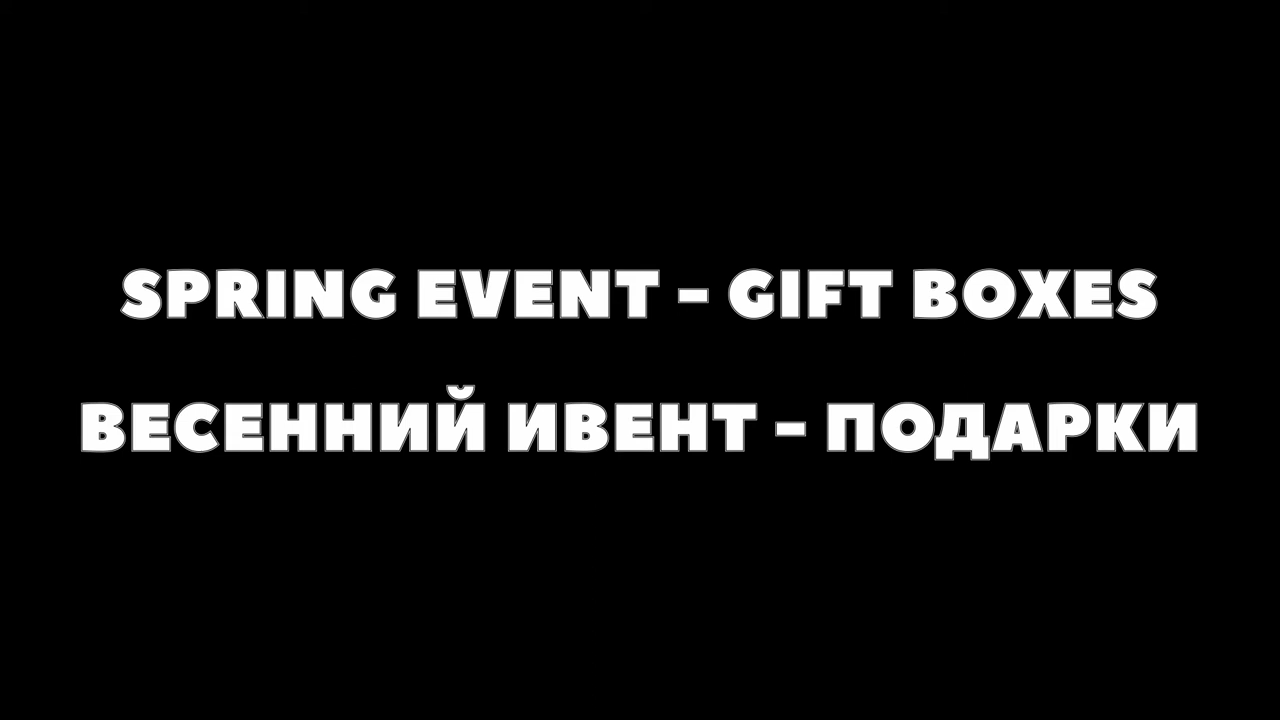 SPRING EVENT - GIFT BOXES
ВЕСЕННИЙ ИВЕНТ - ПОДАРКИ